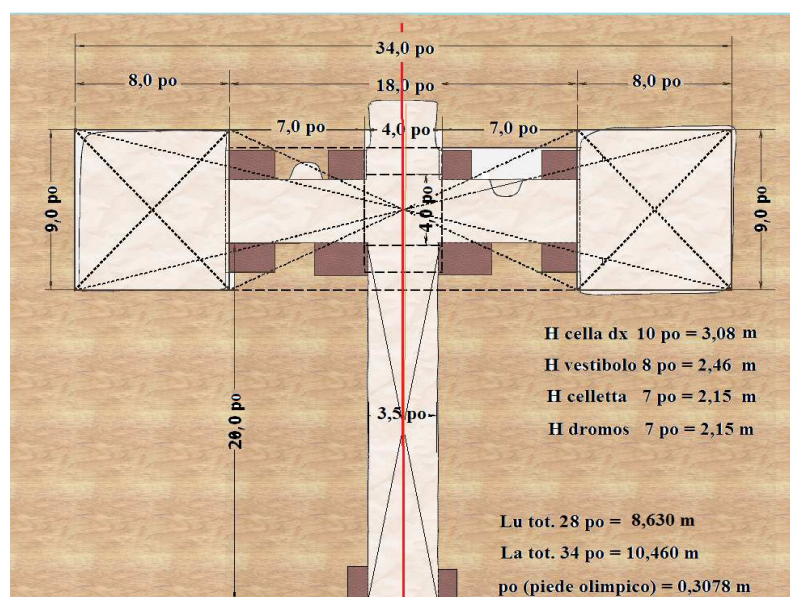 34,0 po
8,0 po
18,0 po
8,0 po
7,0 po
4,0 po
7,0 po
9,0 po
4,0 po
9,0 po
H cella dx 10 po = 3,08 m
H vestibolo 8 po = 2,46 m
H celletta 7 po = 2,15 m
H dromos 7 po = 2,15 m
20,0 po
3,5 po
Lu tot. 28 po = 8,630 m
La tot. 34 po = 10,460 m
po (piede olimpico) = 0,3078 m